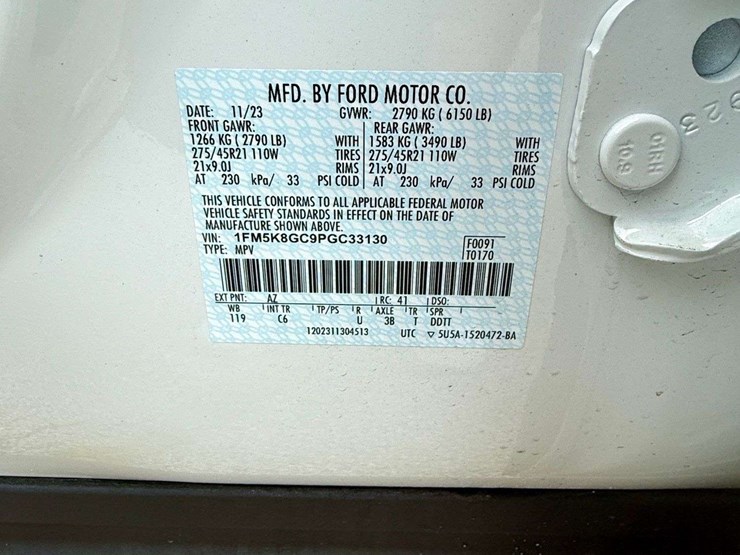 MFD. BY FORD MOTOR CO.
DATE: 11/23 GVWR: 2790 KG ( 6150 LB)
FRONT GAWR: REAR GAWR:
1266 KG ( 2790 LB) WITH 1583 KG ( 3490 LB) WITH
275/45R21 110W TIRES 275/45R21 110W TIRES
21x9.0J RIMS 21x9.0J RIMS
AT 230 kPa/ 33 PSI COLD AT 230 kPa/ 33 PSI COLD
THIS VEHICLE CONFORMS TO ALL APPLICABLE FEDERAL MOTOR
VEHICLE SAFETY STANDARDS IN EFFECT ON THE DATE OF
MANUFACTURE SHOWN ABOVE.
VIN: 1FM5K8GC9PGC33130 F0091
TYPE: MPV T0170
EXT PNT: AZ RC: 41 DSO:
WB INT TR TP/PS R AXLE TR SPR
119 C6 U 3B T DDTT
1202311304513 UTC ▽ 5U5A-1520472-BA
923
01RH
10.9